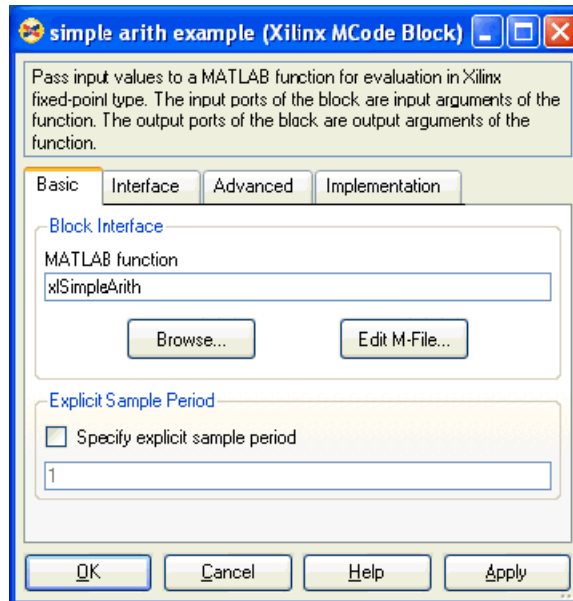 simple arith example (Xilinx MCode Block)
Pass input values to a MATLAB function for evaluation in Xilinx
fixed-point type. The input ports of the block are input arguments of the
function. The output ports of the block are output arguments of the
function.
Basic Interface Advanced Implementation
Block Interface
MATLAB function
xlSimpleArith
Browse... Edit M-File...
Explicit Sample Period
Specify explicit sample period
1
OK Cancel Help Apply